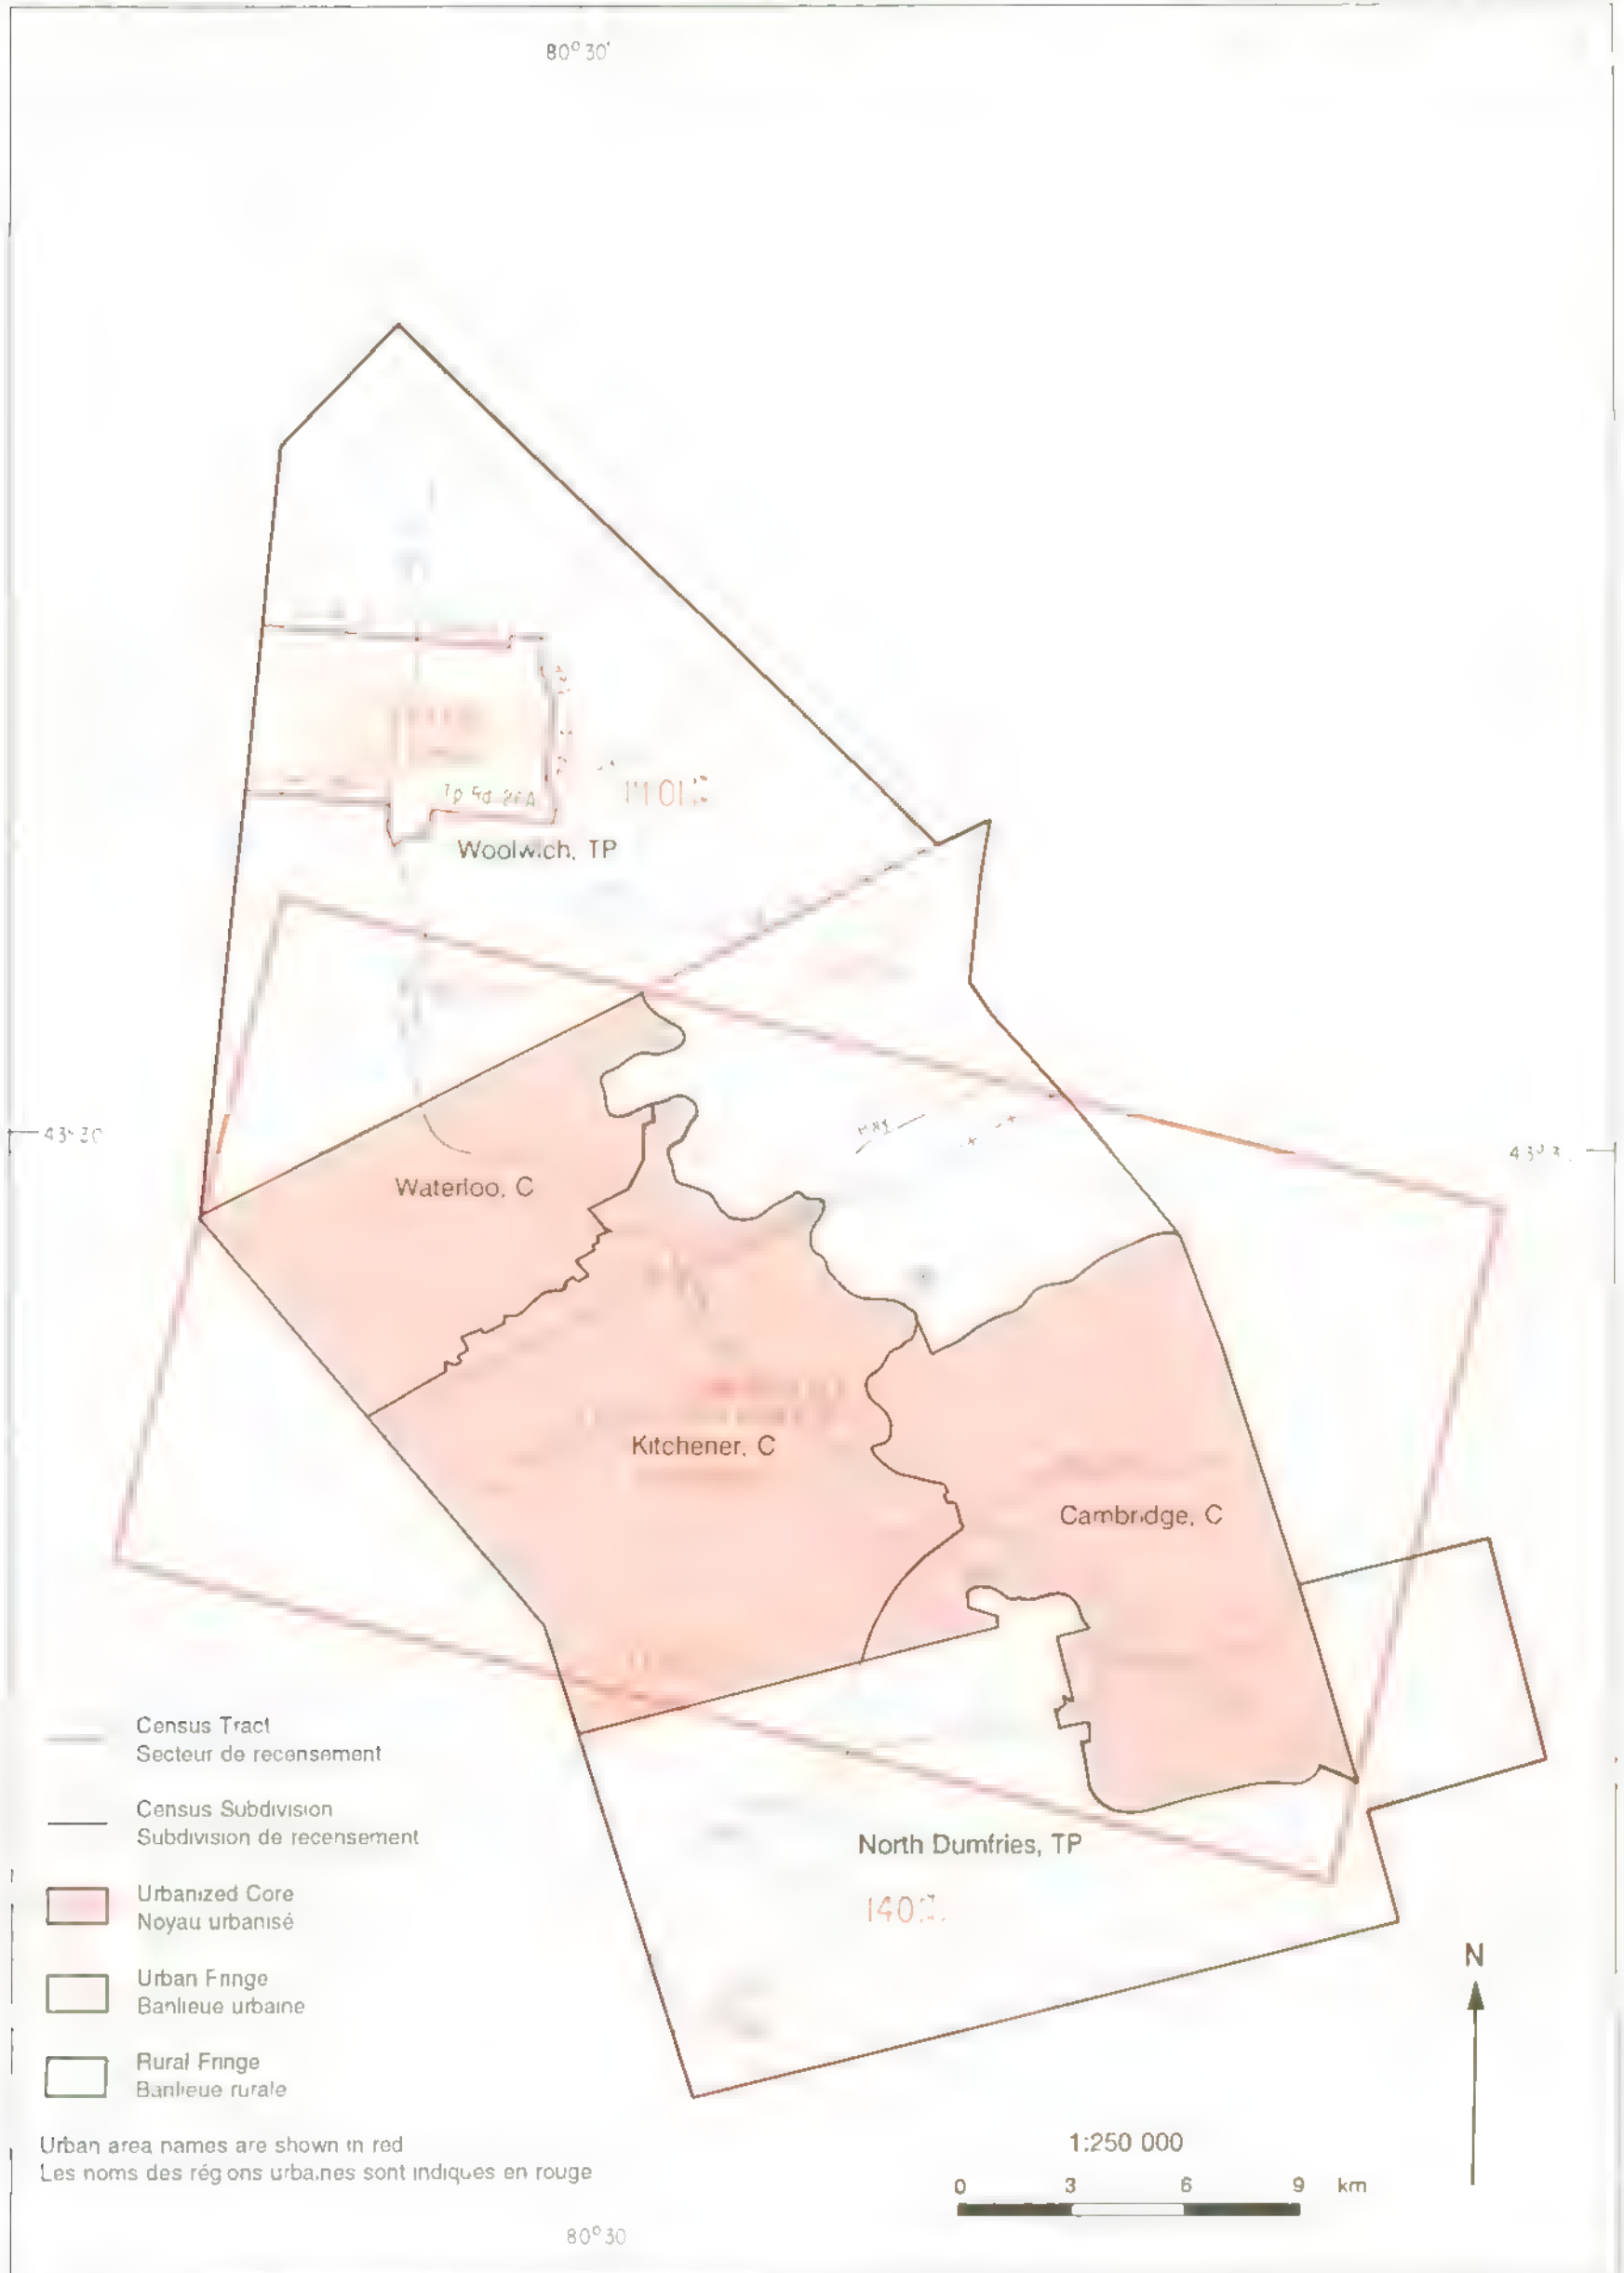 80°30'
Woolwich, TP
43°30
Waterloo, C
Kitchener, C
Cambridge, C
North Dumfries, TP
Census Tract
Secteur de recensement
Census Subdivision
Subdivision de recensement
Urbanized Core
Noyau urbanisé
Urban Fringe
Banlieue urbaine
Rural Fringe
Banlieue rurale
Urban area names are shown in red
Les noms des régions urbaines sont indiqués en rouge
N
1:250 000
0 3 6 9 km
80°30